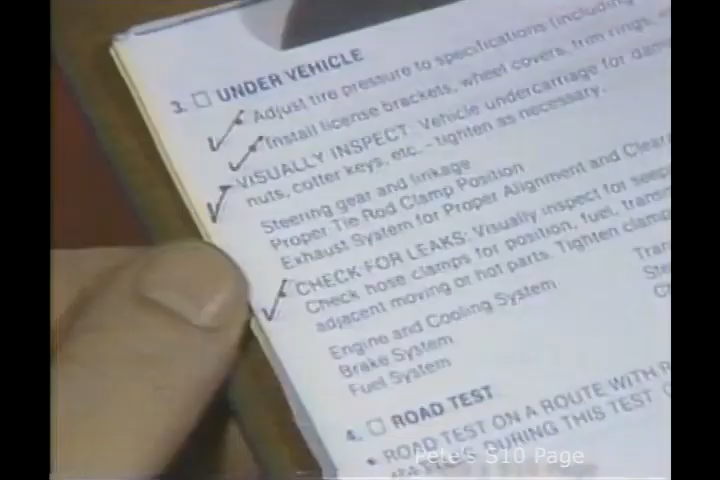 3. ☐ UNDER VEHICLE
• Adjust tire pressure to specifications (including
• Install license brackets, wheel covers, trim rings,
• VISUALLY INSPECT: Vehicle undercarriage for
nuts, cotter keys, etc. - tighten as necessary.
Steering gear and linkage
Proper Tie Rod Clamp Position
Exhaust System for Proper Alignment and
• CHECK FOR LEAKS: Visually inspect for
Check hose clamps for position, fuel,
adjacent moving or hot parts. Tighten
Engine and Cooling System
Brake System
Fuel System
4. ☐ ROAD TEST
• ROAD TEST ON A ROUTE WITH
DURING THIS TEST
Pete's S10 Page